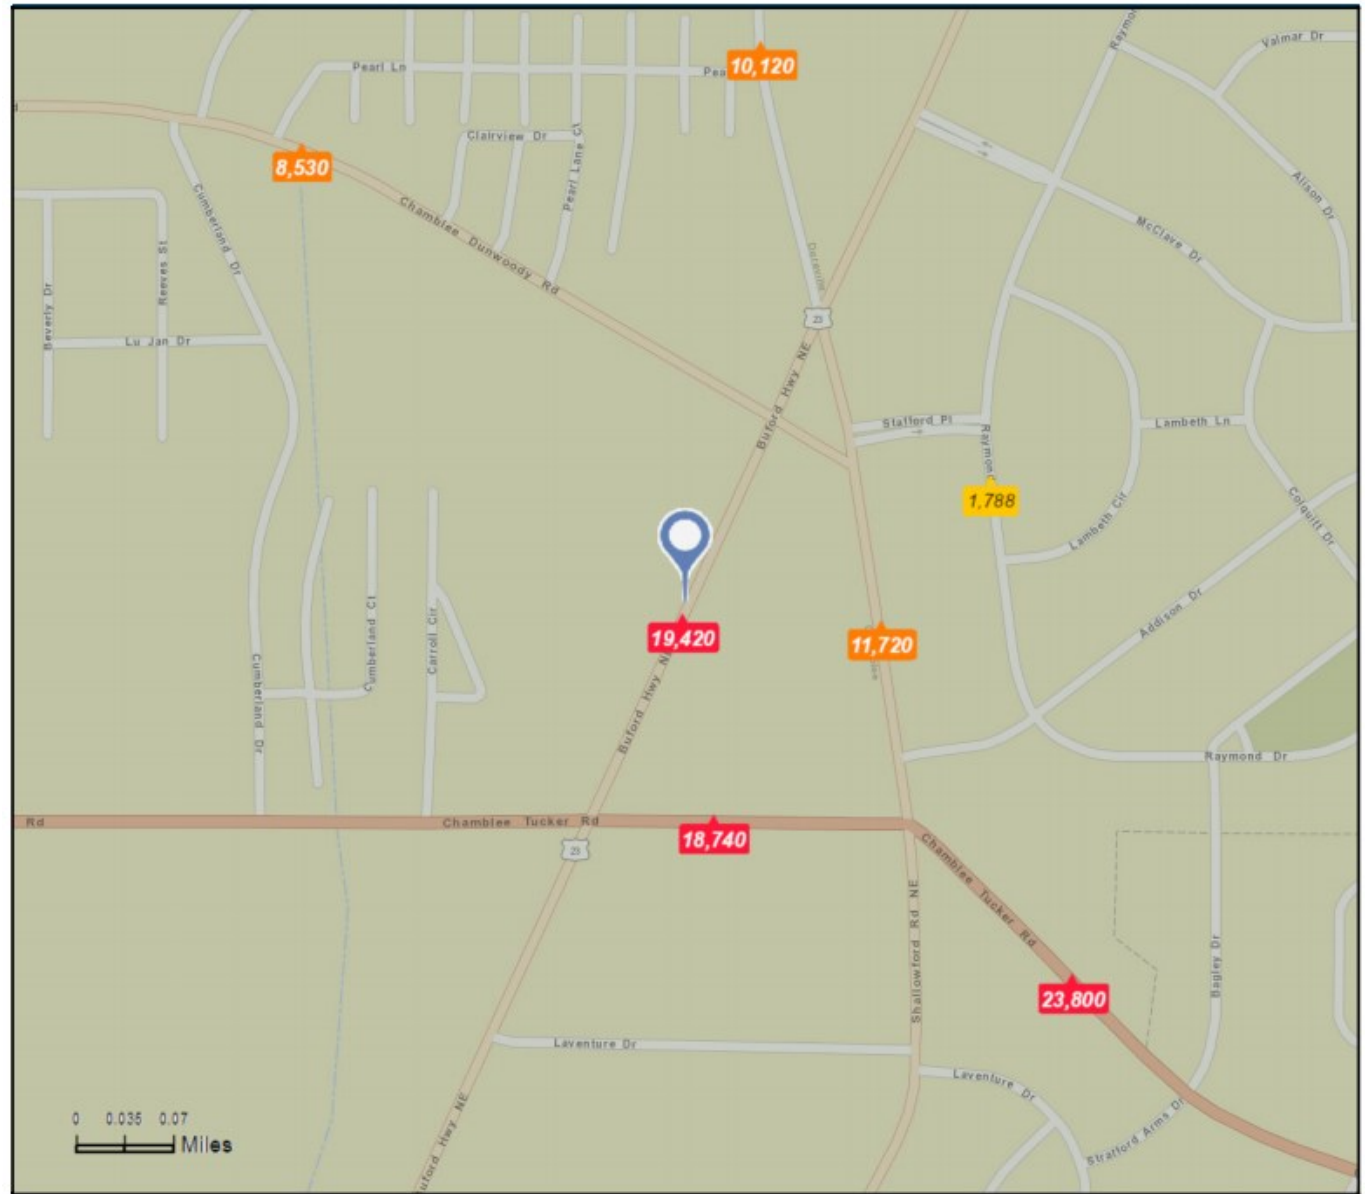 Raymo
Valmar Dr
Pearl Ln
Pea
10,120
Clairview Dr
8,530
Pearl Lane Ct
Alison Dr
Cumberland Dr
Chamblee Dunwoody Rd
McClave Dr
Reeves St
Beverly Dr
Doraville
23
Lu Jan Dr
Buford Hwy NE
Stafford Pl
Lambeth Ln
Raymond
1,788
Lambeth Cir
Colquitt Dr
Addison Dr
19,420
11,720
Cumberland Ct
Carroll Cir
Cumberland Dr
Buford Hwy NE
Raymond Dr
Rd
Chamblee Tucker Rd
18,740
23
Chamblee Tucker Rd
Shallowford Rd NE
Bagley Dr
23,800
Laventure Dr
Laventure Dr
Stratford Arms Dr
uford Hwy NE
0 0.035 0.07
Miles